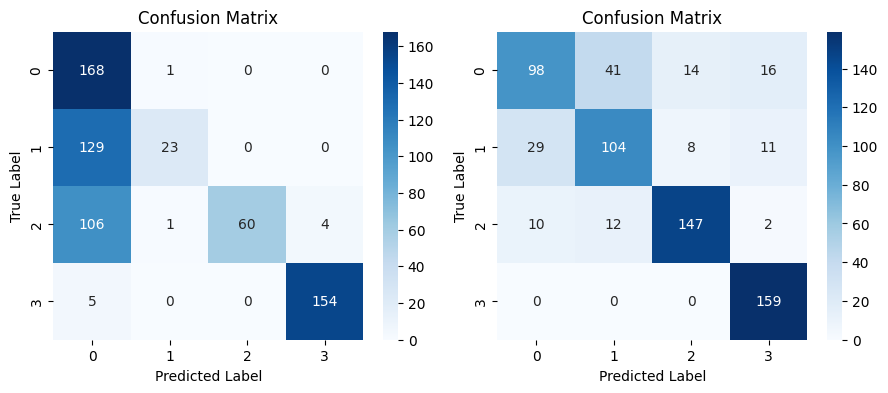 Confusion Matrix
True Label
0 168 1 0 0
1 129 23 0 0
2 106 1 60 4
3 5 0 0 154
0 1 2 3
Predicted Label
160
140
120
100
80
60
40
20
0
Confusion Matrix
True Label
0 98 41 14 16
1 29 104 8 11
2 10 12 147 2
3 0 0 0 159
0 1 2 3
Predicted Label
140
120
100
80
60
40
20
0